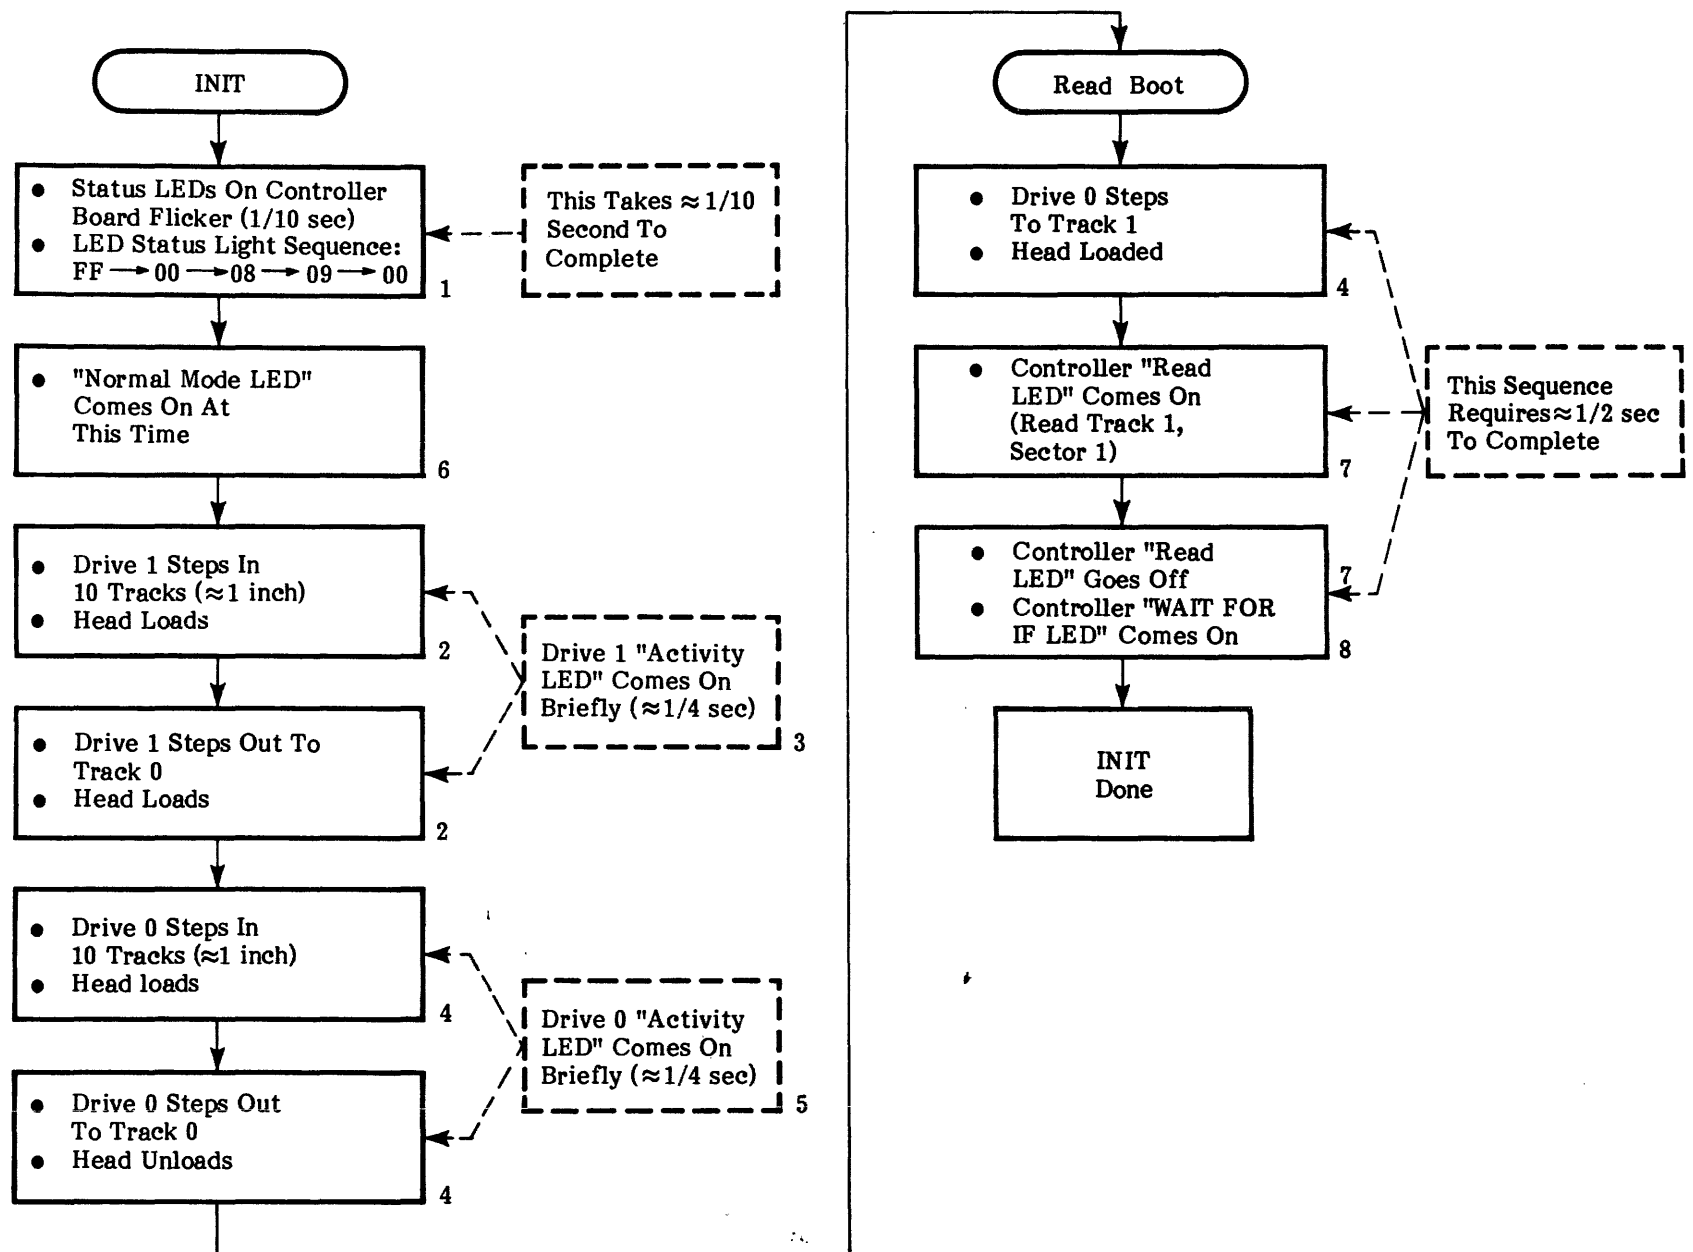 INIT
● Status LEDs On Controller
Board Flicker (1/10 sec)
● LED Status Light Sequence:
FF → 00 → 08 → 09 → 00
1
This Takes ≈ 1/10
Second To
Complete
● "Normal Mode LED"
Comes On At
This Time
6
● Drive 1 Steps In
10 Tracks (≈1 inch)
● Head Loads
2
Drive 1 "Activity
LED" Comes On
Briefly (≈1/4 sec)
3
● Drive 1 Steps Out To
Track 0
● Head Loads
2
● Drive 0 Steps In
10 Tracks (≈1 inch)
● Head loads
4
Drive 0 "Activity
LED" Comes On
Briefly (≈1/4 sec)
5
● Drive 0 Steps Out
To Track 0
● Head Unloads
4
Read Boot
● Drive 0 Steps
To Track 1
● Head Loaded
4
● Controller "Read
LED" Comes On
(Read Track 1,
Sector 1)
7
This Sequence
Requires≈1/2 sec
To Complete
● Controller "Read
LED" Goes Off
7
● Controller "WAIT FOR
IF LED" Comes On
8
INIT
Done